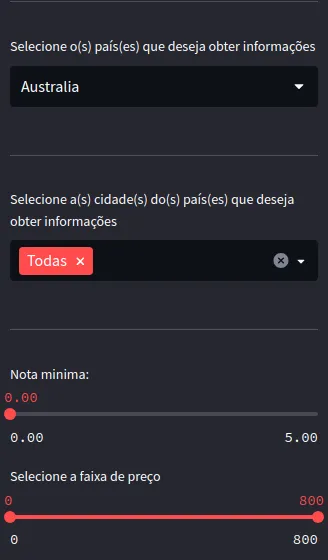 Selecione o(s) país(es) que deseja obter informações
Australia
Selecione a(s) cidade(s) do(s) país(es) que deseja
obter informações
Todas ×
Nota minima:
0.00
0.00 5.00
Selecione a faixa de preço
0 800
0 800